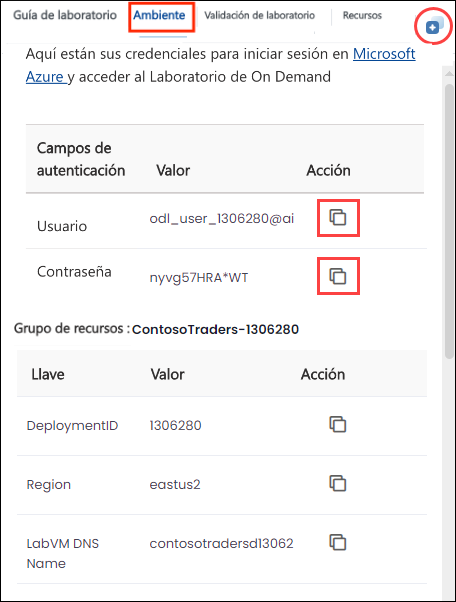 Guía de laboratorio Ambiente Validación de laboratorio Recursos
Aquí están sus credenciales para iniciar sesión en Microsoft
Azure y acceder al Laboratorio de On Demand
Campos de
autenticación Valor Acción
Usuario odl_user_1306280@ai
Contraseña nyvg57HRA*WT
Grupo de recursos : ContosoTraders-1306280
Llave Valor Acción
DeploymentID 1306280
Region eastus2
LabVM DNS contosotradersd13062
Name